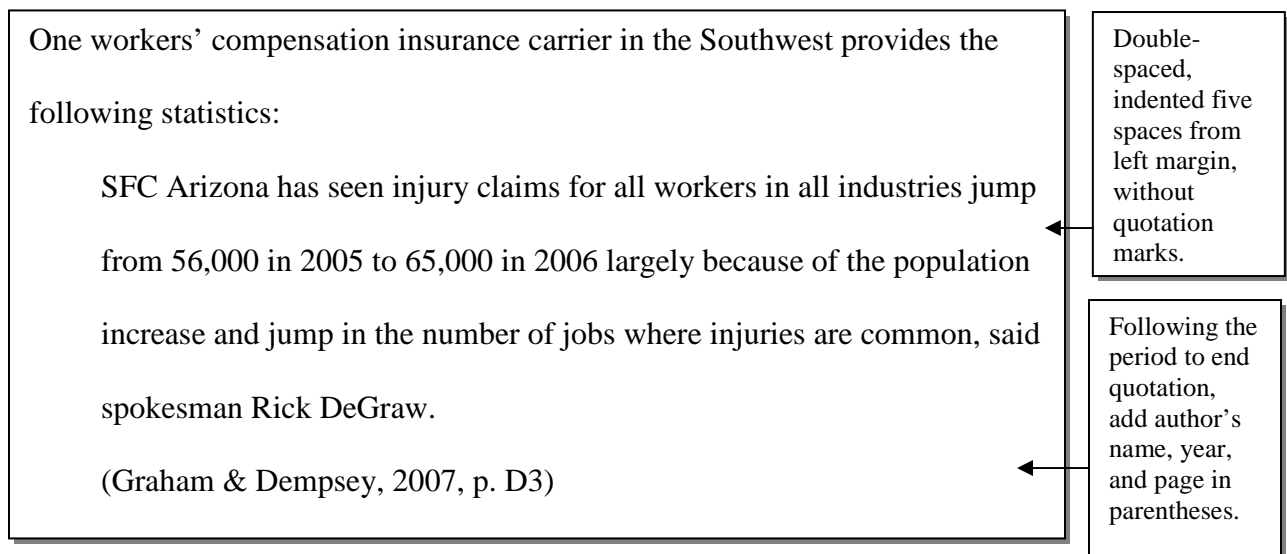 One workers’ compensation insurance carrier in the Southwest provides the
following statistics:
SFC Arizona has seen injury claims for all workers in all industries jump
from 56,000 in 2005 to 65,000 in 2006 largely because of the population
increase and jump in the number of jobs where injuries are common, said
spokesman Rick DeGraw.
(Graham & Dempsey, 2007, p. D3)
Double-
spaced,
indented five
spaces from
left margin,
without
quotation
marks.
Following the
period to end
quotation,
add author’s
name, year,
and page in
parentheses.